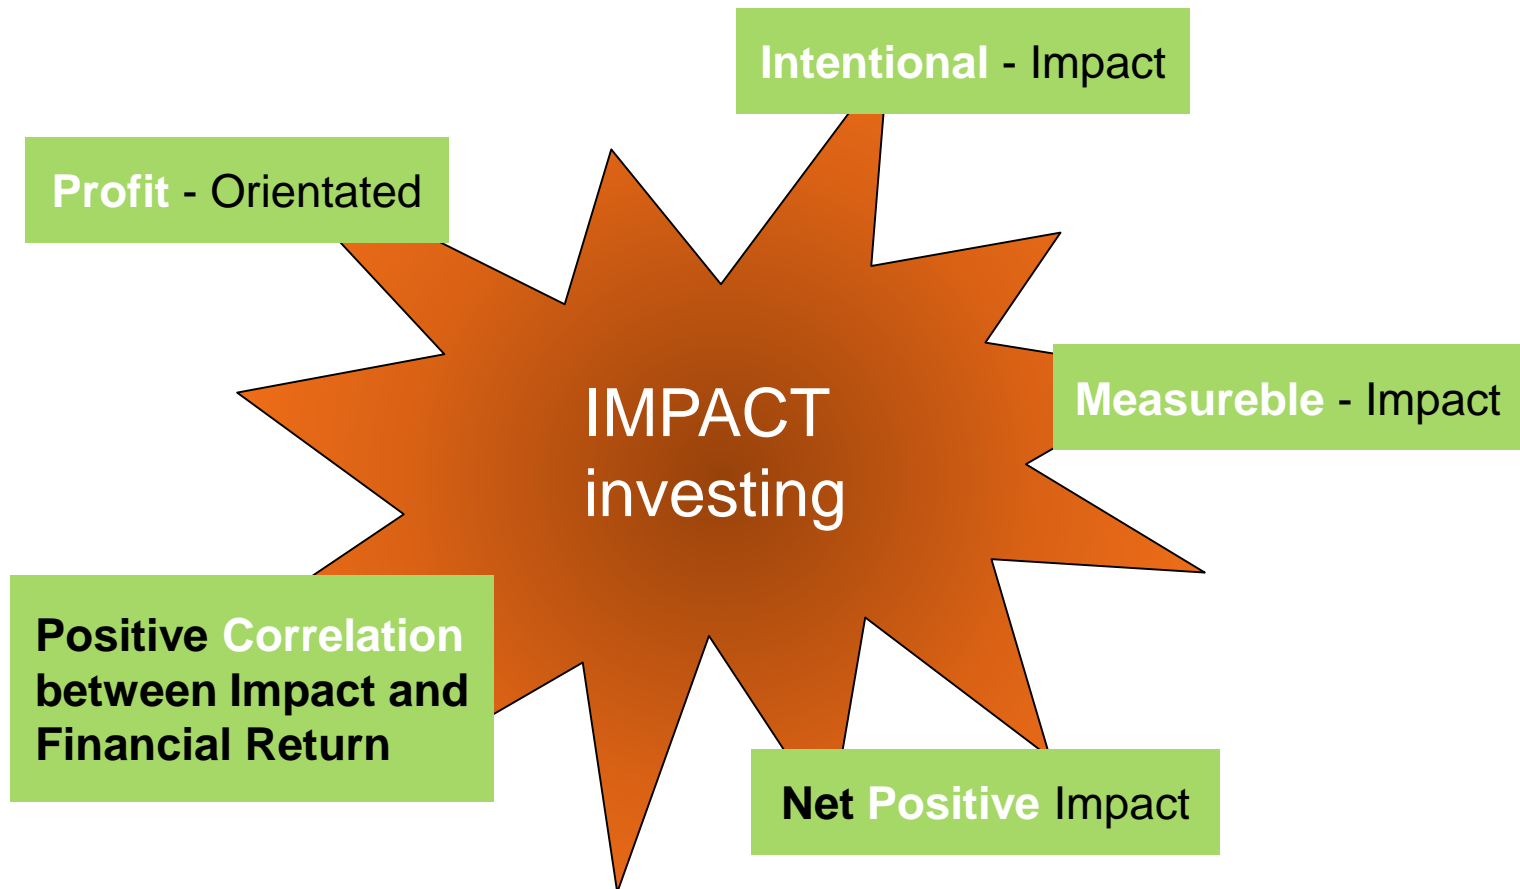 Intentional - Impact
Profit - Orientated
IMPACT
investing
Measureble - Impact
Positive Correlation
between Impact and
Financial Return
Net Positive Impact